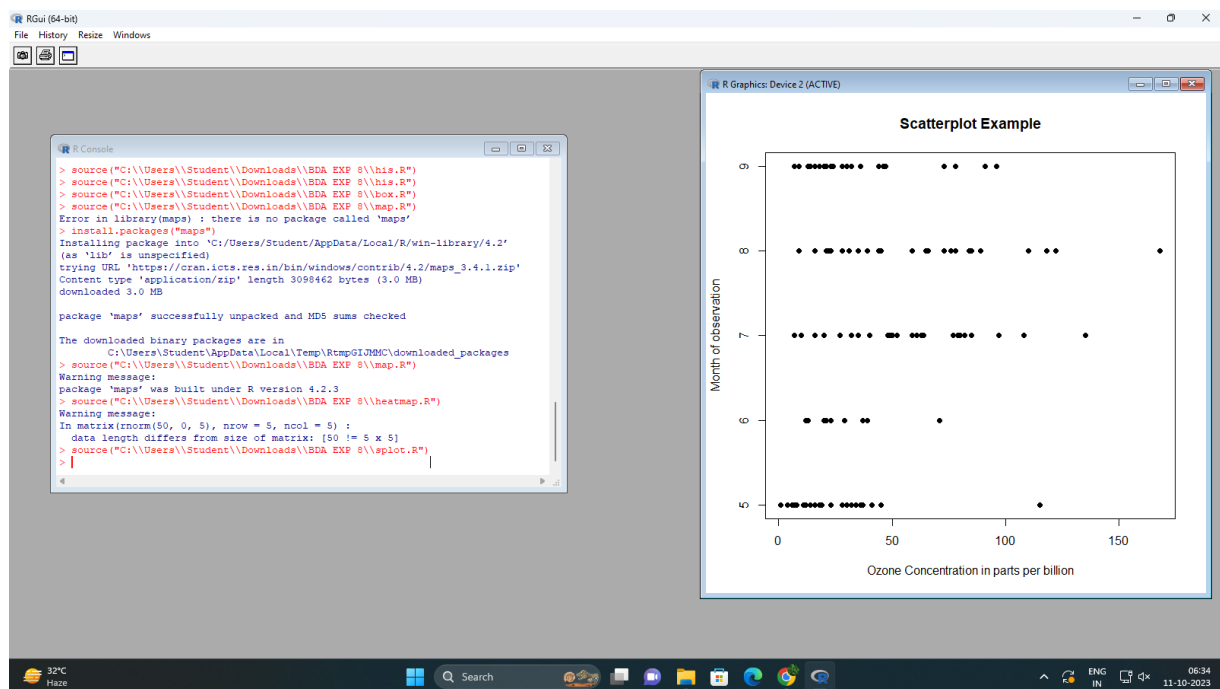 RGui (64-bit)
File History Resize Windows
R Console
> source("C:\\Users\\Student\\Downloads\\BDA EXP 8\\his.R")
> source("C:\\Users\\Student\\Downloads\\BDA EXP 8\\his.R")
> source("C:\\Users\\Student\\Downloads\\BDA EXP 8\\box.R")
> source("C:\\Users\\Student\\Downloads\\BDA EXP 8\\map.R")
Error in library(maps) : there is no package called ‘maps’
> install.packages("maps")
Installing package into ‘C:/Users/Student/AppData/Local/R/win-library/4.2’
(as ‘lib’ is unspecified)
trying URL 'https://cran.icts.res.in/bin/windows/contrib/4.2/maps_3.4.1.zip'
Content type 'application/zip' length 3098462 bytes (3.0 MB)
downloaded 3.0 MB
package ‘maps’ successfully unpacked and MD5 sums checked
The downloaded binary packages are in
C:\Users\Student\AppData\Local\Temp\RtmpGIJMMC\downloaded_packages
> source("C:\\Users\\Student\\Downloads\\BDA EXP 8\\map.R")
Warning message:
package ‘maps’ was built under R version 4.2.3
> source("C:\\Users\\Student\\Downloads\\BDA EXP 8\\heatmap.R")
Warning message:
In matrix(rnorm(50, 0, 5), nrow = 5, ncol = 5) :
data length differs from size of matrix: [50 != 5 x 5]
> source("C:\\Users\\Student\\Downloads\\BDA EXP 8\\splot.R")
>
R Graphics: Device 2 (ACTIVE)
Scatterplot Example
Month of observation
9
8
7
6
5
0 50 100 150
Ozone Concentration in parts per billion
32°C
Haze
Search
ENG
IN
06:34
11-10-2023